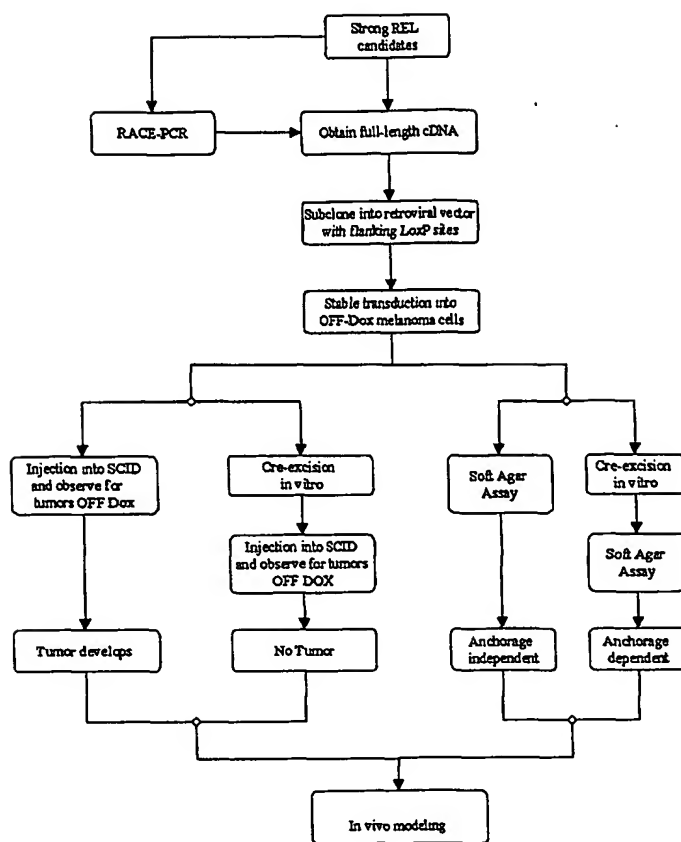 Strong REL
candidates
RACE-PCR
Obtain full-length cDNA
Subclone into retroviral vector
with flanking LoxP sites
Stable transduction into
OFF-Dox melanoma cells
Injection into SCID
and observe for
tumors OFF Dox
Cre-excision
in vitro
Soft Agar
Assay
Cre-excision
in vitro
Injection into SCID
and observe for tumors
OFF DOX
Soft Agar
Assay
Tumor develops
No Tumor
Anchorage
independent
Anchorage
dependent
In vivo modeling